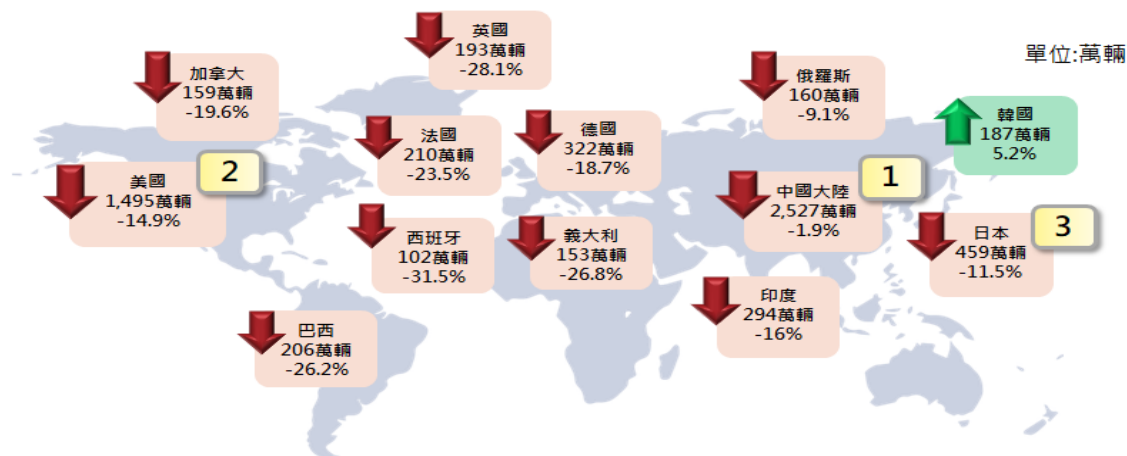 單位:萬輛
英國
193萬輛
-28.1%
加拿大
159萬輛
-19.6%
俄羅斯
160萬輛
-9.1%
韓國
187萬輛
5.2%
法國
210萬輛
-23.5%
德國
322萬輛
-18.7%
美國
1,495萬輛
-14.9%
2
中國大陸
2,527萬輛
-1.9%
1
西班牙
102萬輛
-31.5%
義大利
153萬輛
-26.8%
日本
459萬輛
-11.5%
3
印度
294萬輛
-16%
巴西
206萬輛
-26.2%